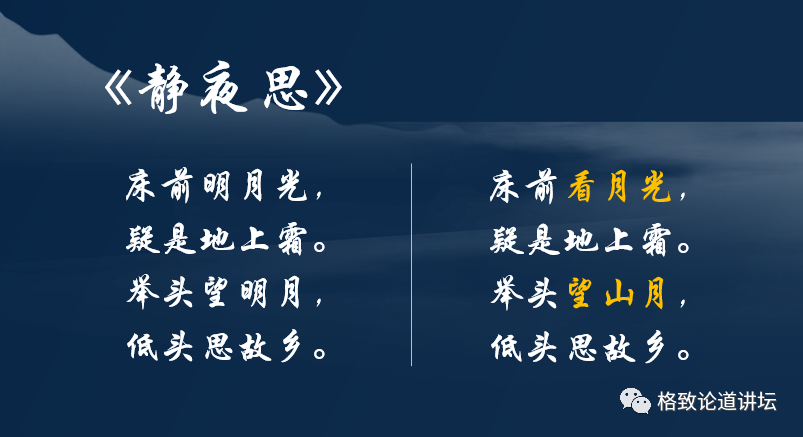 《静夜思》
床前明月光，
疑是地上霜。
举头望明月，
低头思故乡。
床前看月光，
疑是地上霜。
举头望山月，
低头思故乡。
格致论道讲坛